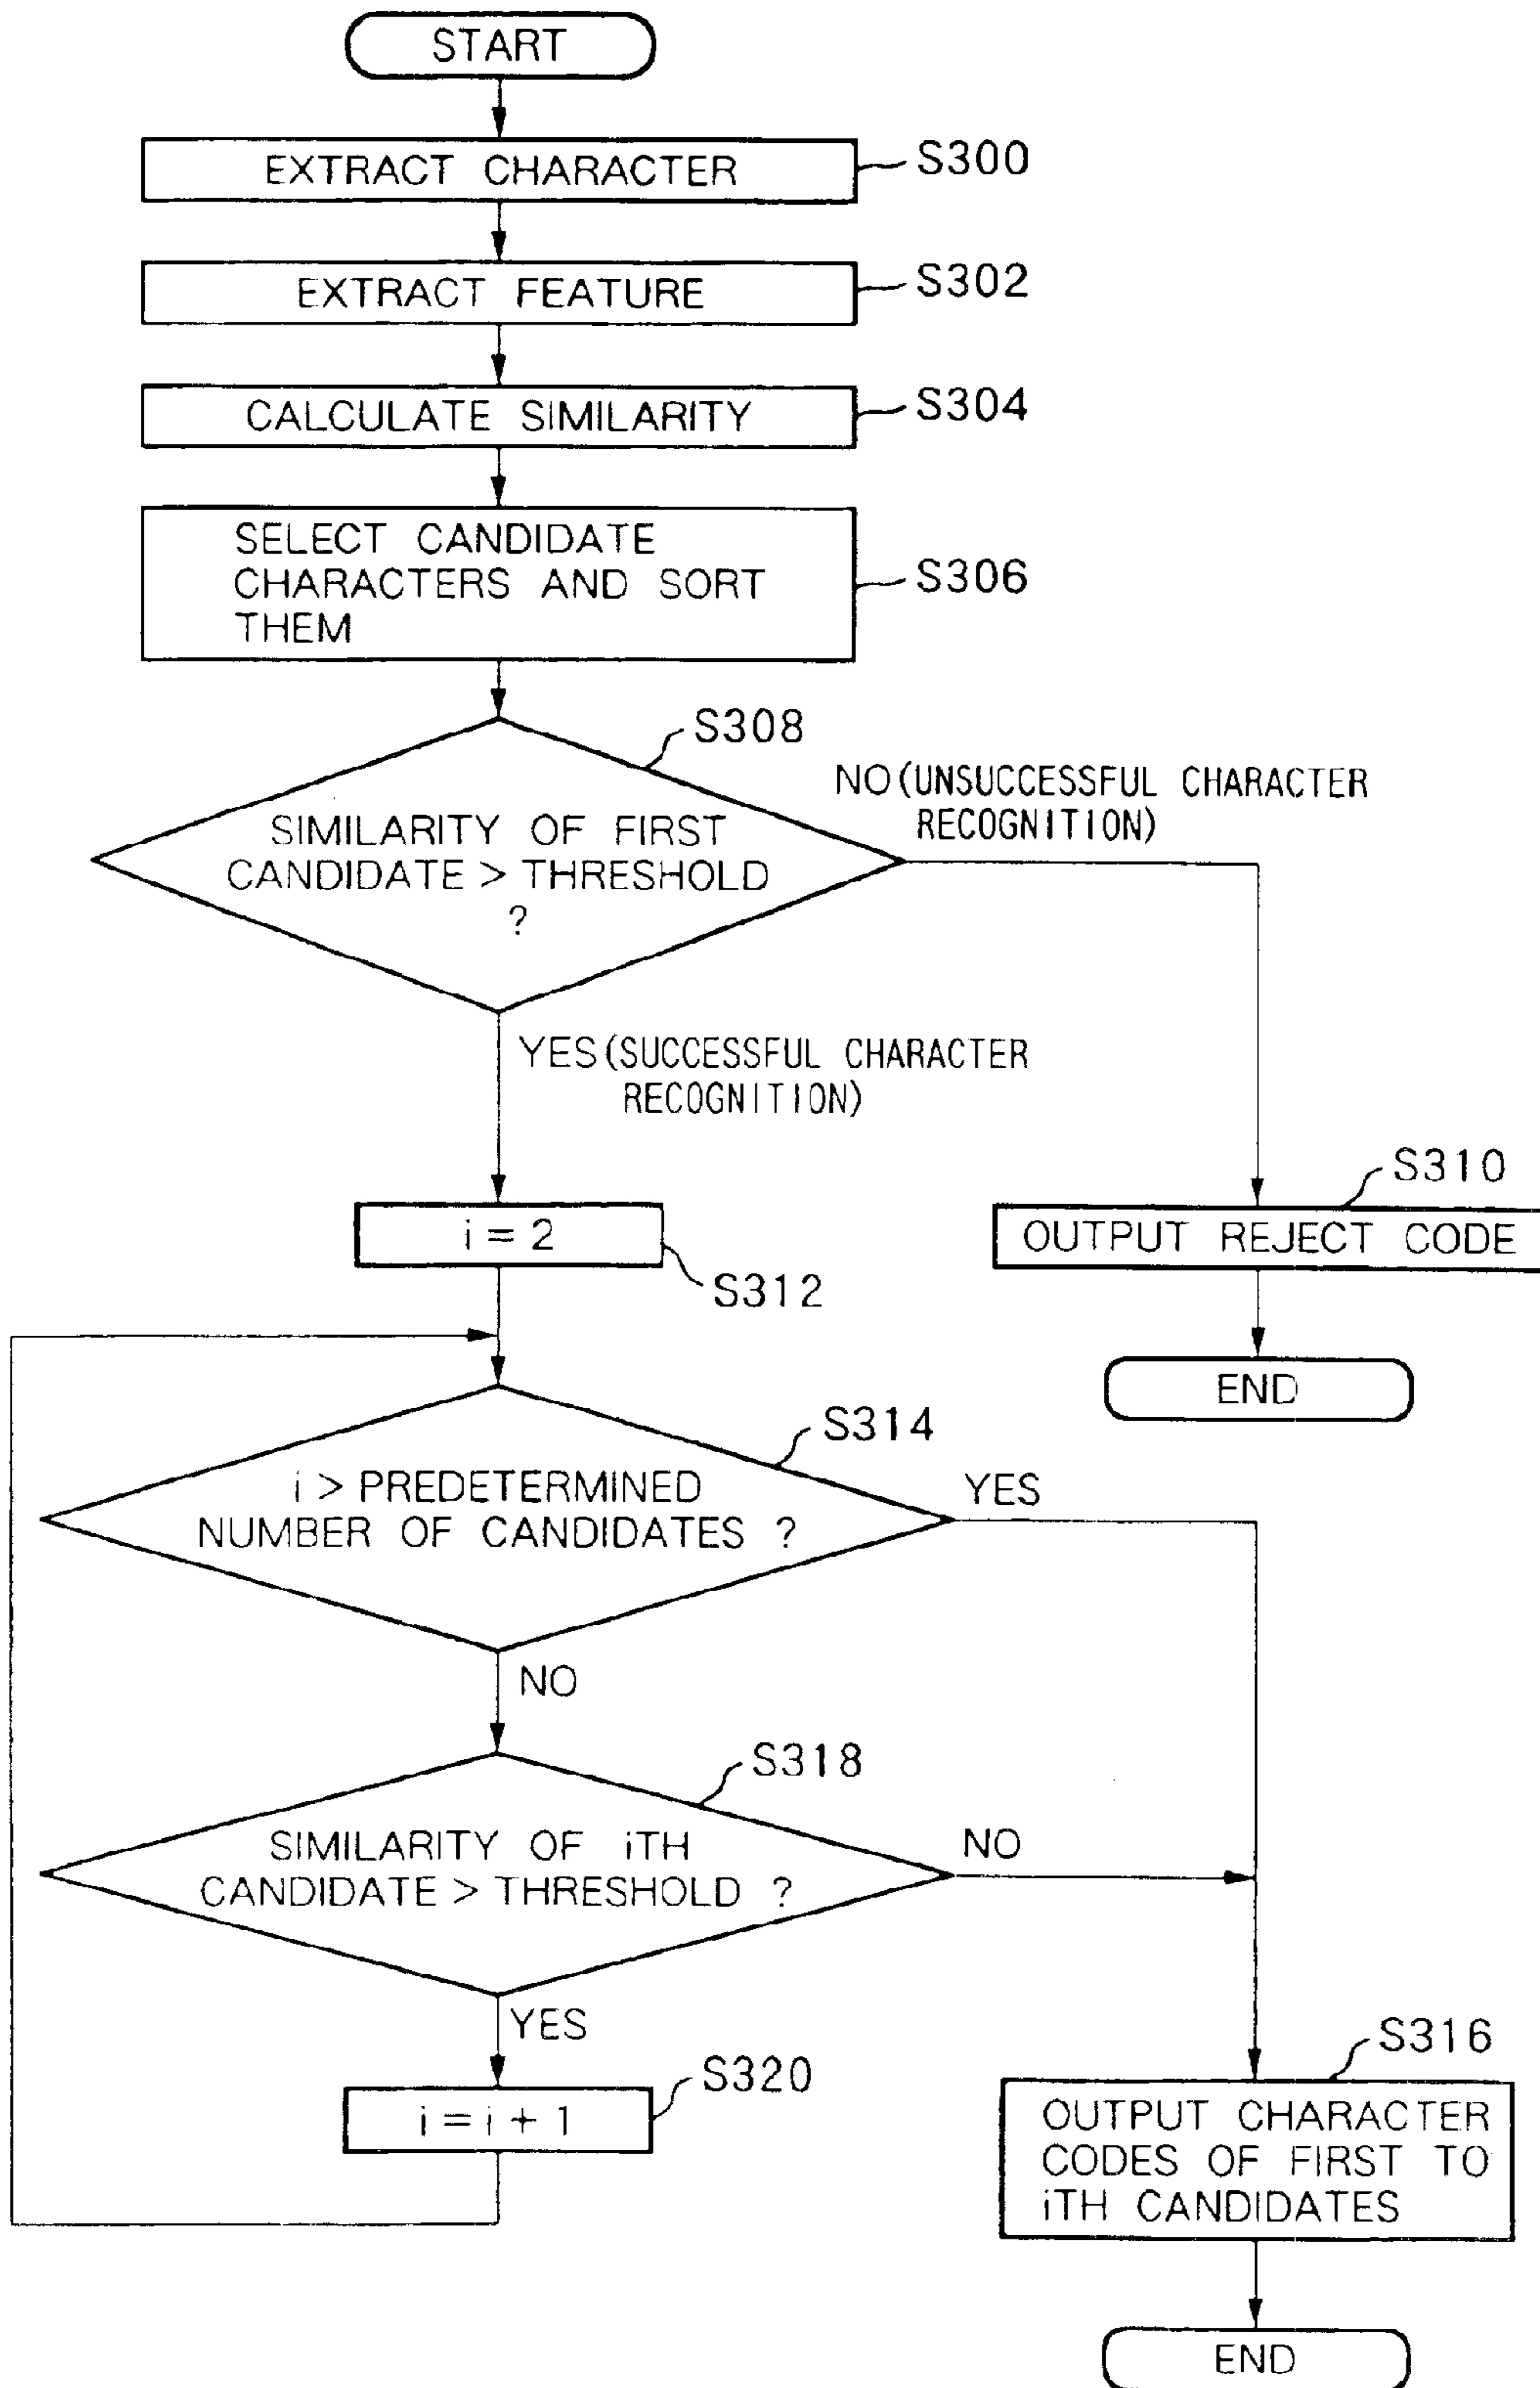 START
EXTRACT CHARACTER
S300
EXTRACT FEATURE
S302
CALCULATE SIMILARITY
S304
SELECT CANDIDATE
CHARACTERS AND SORT
THEM
S306
S308
SIMILARITY OF FIRST
CANDIDATE > THRESHOLD
?
NO (UNSUCCESSFUL CHARACTER
RECOGNITION)
YES (SUCCESSFUL CHARACTER
RECOGNITION)
i = 2
S312
S310
OUTPUT REJECT CODE
END
S314
i > PREDETERMINED
NUMBER OF CANDIDATES ?
YES
NO
S318
SIMILARITY OF iTH
CANDIDATE > THRESHOLD ?
NO
YES
S320
i = i + 1
S316
OUTPUT CHARACTER
CODES OF FIRST TO
iTH CANDIDATES
END